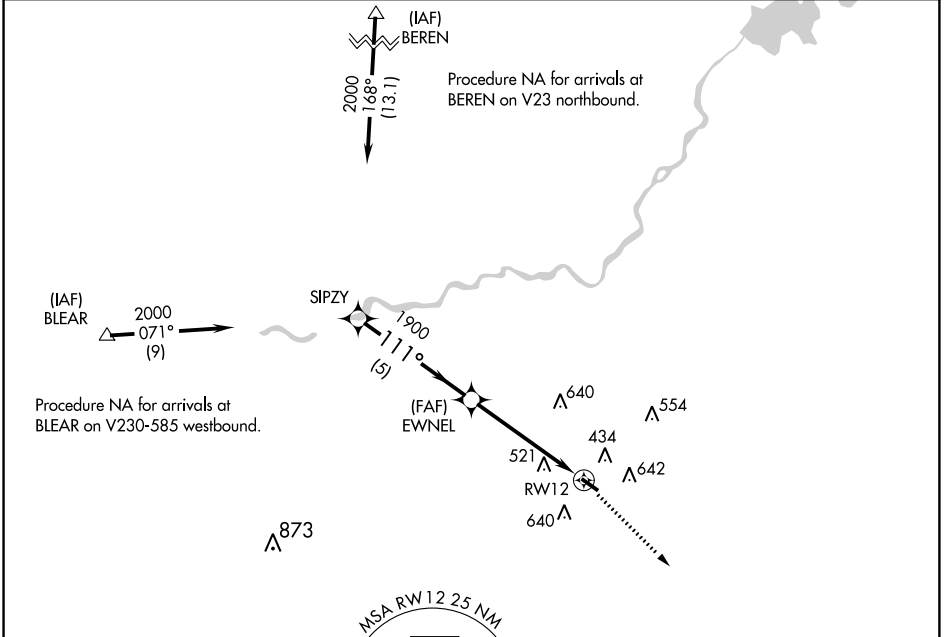 (IAF)
BEREN
2000
168°
(13.1)
Procedure NA for arrivals at
BEREN on V23 northbound.
(IAF)
BLEAR
2000
071°
(9)
SIPZY
1900
111°
(5)
Procedure NA for arrivals at
BLEAR on V230-585 westbound.
(FAF)
EWNEL
640
554
434
521
642
RW12
640
873
MSA RW12 25 NM